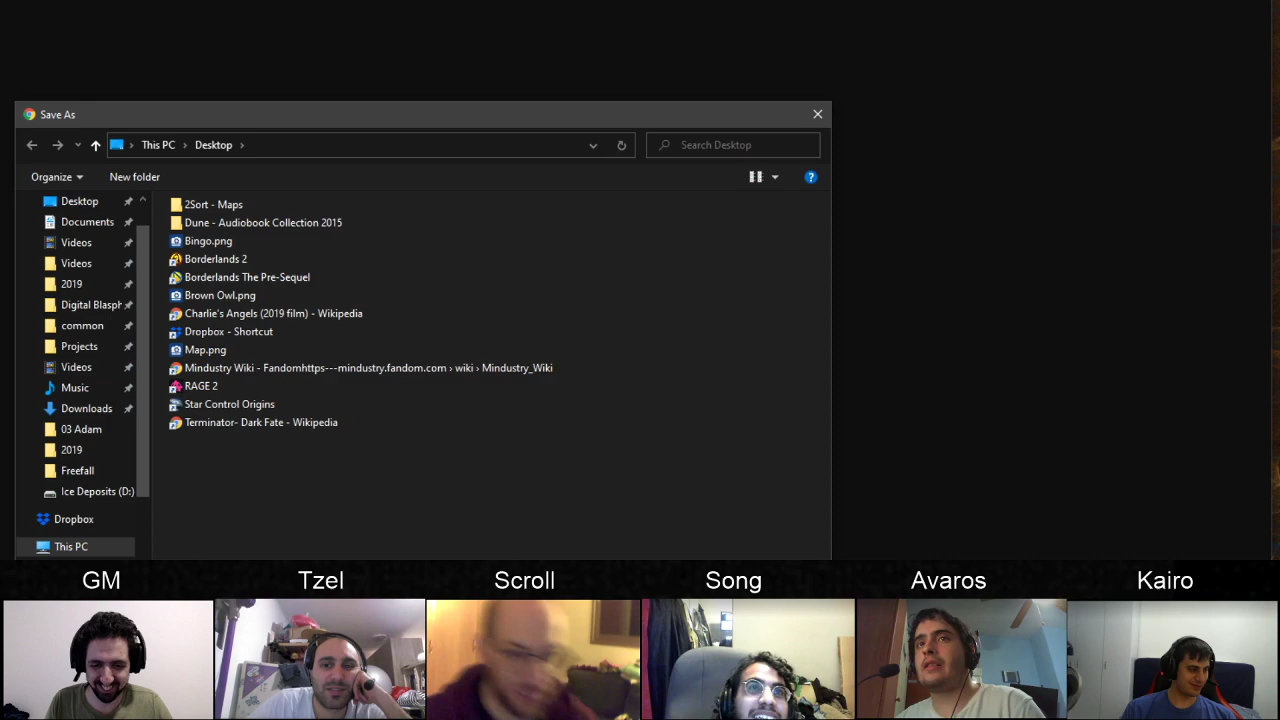 Save As
This PC
Desktop
Search Desktop
Organize
New folder
Desktop
Documents
Videos
Videos
2019
Digital Blasph
common
Projects
Videos
Music
Downloads
03 Adam
2019
Freefall
Ice Deposits (D:)
Dropbox
This PC
2Sort - Maps
Dune - Audiobook Collection 2015
Bingo.png
Borderlands 2
Borderlands The Pre-Sequel
Brown Owl.png
Charlie's Angels (2019 film) - Wikipedia
Dropbox - Shortcut
Map.png
Mindustry Wiki - Fandomhttps---mindustry.fandom.com › wiki › Mindustry_Wiki
RAGE 2
Star Control Origins
Terminator- Dark Fate - Wikipedia
GM
Tzel
Scroll
Song
Avaros
Kairo